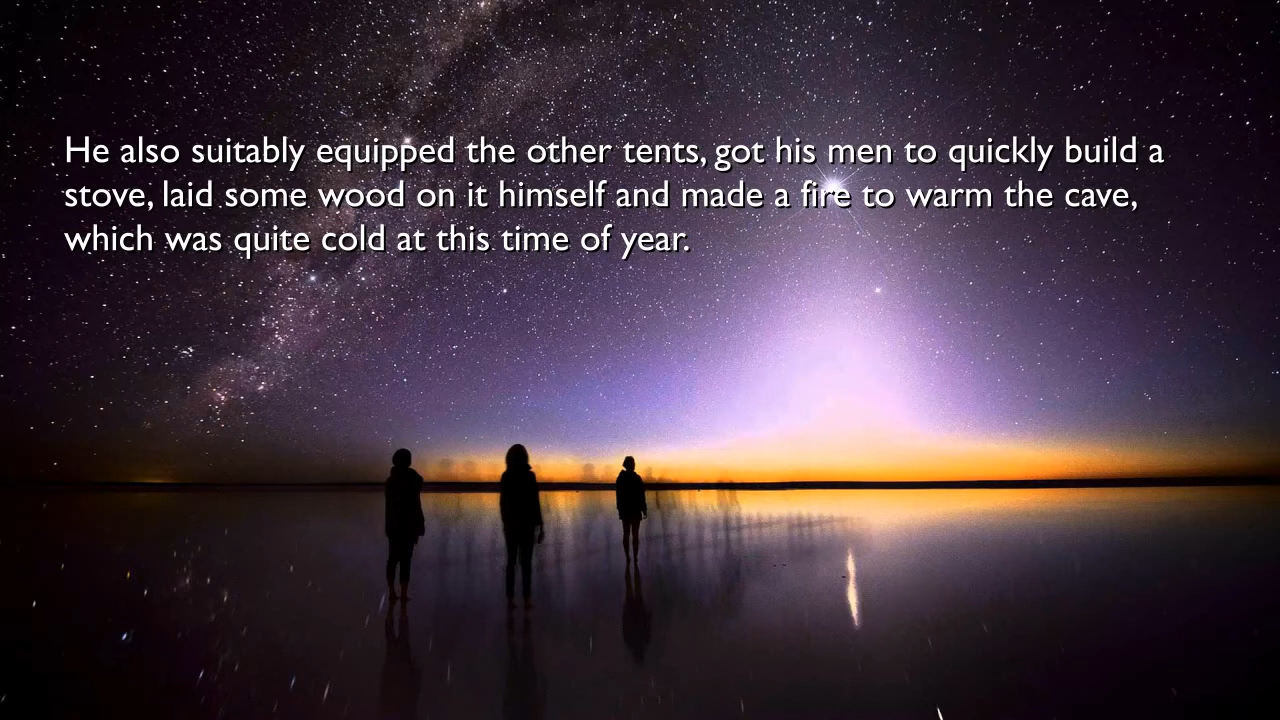 He also suitably equipped the other tents, got his men to quickly build a
stove, laid some wood on it himself and made a fire to warm the cave,
which was quite cold at this time of year.